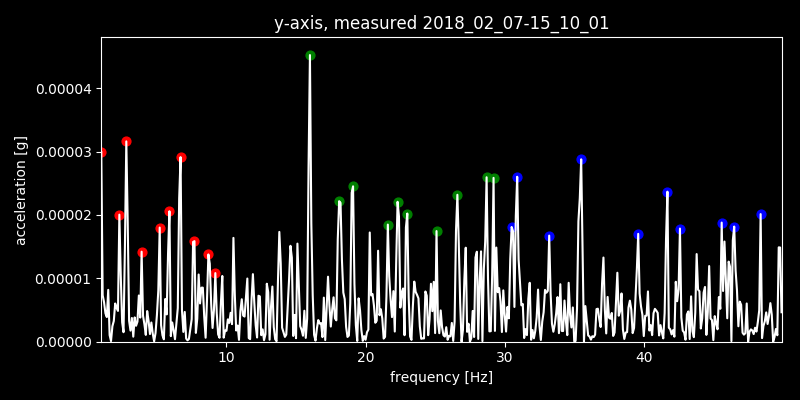 y-axis, measured 2018_02_07-15_10_01
0.00004
0.00003
0.00002
0.00001
0.00000
acceleration [g]
10 20 30 40
frequency [Hz]